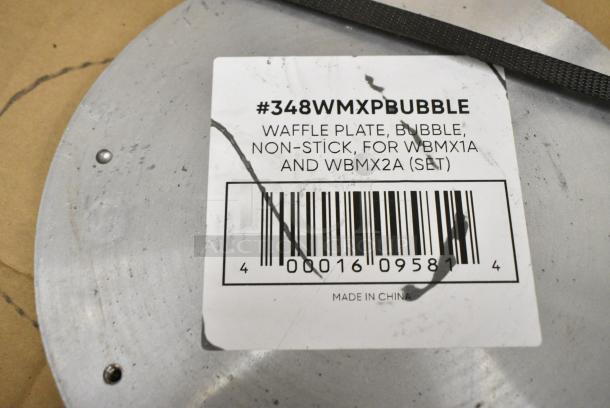 #348WMXPBUBBLE
WAFFLE PLATE, BUBBLE,
NON-STICK, FOR WBMX1A
AND WBMX2A (SET)
4 00016 09581 4
MADE IN CHINA